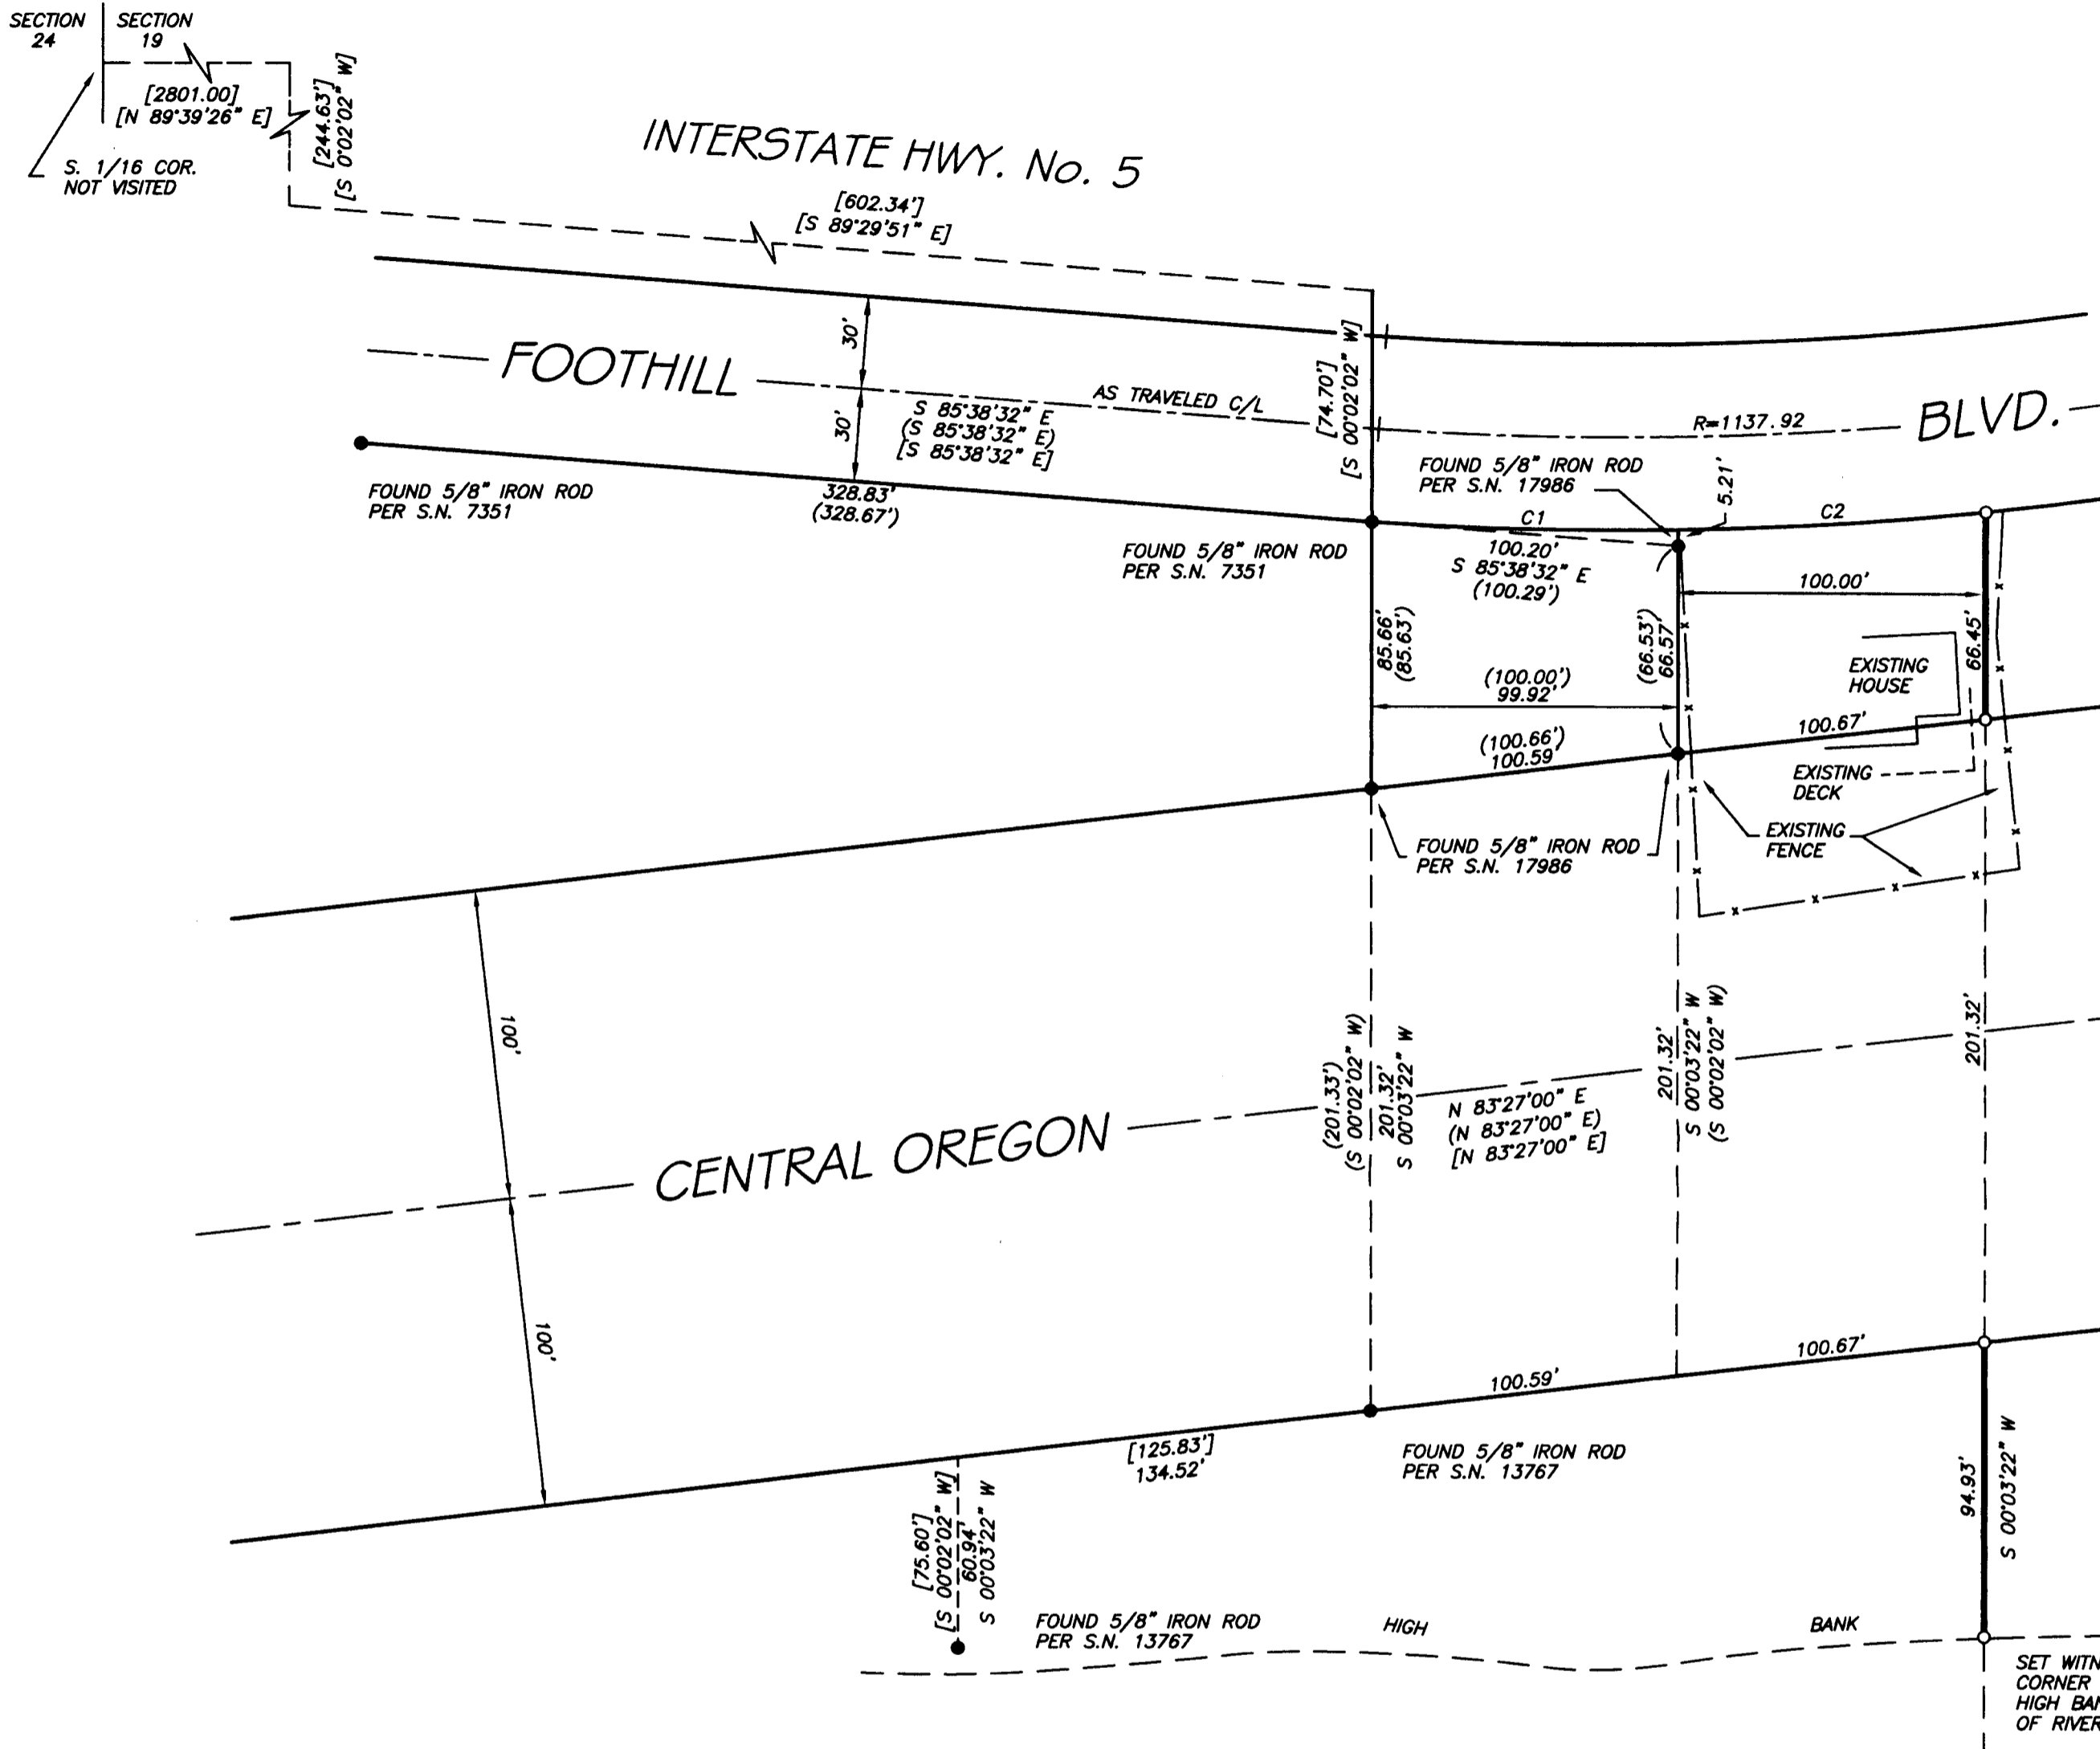 SECTION
24
SECTION
19
[2801.00]
[N 89°39'26" E]
[244.63']
[S 0°02'02" W]
S. 1/16 COR.
NOT VISITED
INTERSTATE HWY. No. 5
[602.34']
[S 89°29'51" E]
30'
30'
FOOTHILL
AS TRAVELED C/L
S 85°38'32" E
(S 85°38'32" E)
[S 85°38'32" E]
[74.70']
[S 00°02'02" W]
R=1137.92
BLVD.
FOUND 5/8" IRON ROD
PER S.N. 17986
5.21'
FOUND 5/8" IRON ROD
PER S.N. 7351
328.83'
(328.67')
C1
C2
FOUND 5/8" IRON ROD
PER S.N. 7351
100.20'
S 85°38'32" E
(100.29')
100.00'
85.66'
(85.63')
(66.53')
66.57'
66.45'
EXISTING
HOUSE
(100.00')
99.92'
(100.66')
100.59'
100.67'
EXISTING
DECK
EXISTING
FENCE
FOUND 5/8" IRON ROD
PER S.N. 17986
100'
100'
(201.33')
(S 00°02'02" W)
201.32'
S 00°03'22" W
201.32'
S 00°03'22" W
(S 00°02'02" W)
201.32'
CENTRAL OREGON
N 83°27'00" E
(N 83°27'00" E)
[N 83°27'00" E]
100.59'
100.67'
[125.83']
134.52'
FOUND 5/8" IRON ROD
PER S.N. 13767
[75.60']
[S 00°02'02" W]
60.94'
S 00°03'22" W
94.93'
S 00°03'22" W
FOUND 5/8" IRON ROD
PER S.N. 13767
HIGH
BANK
SET WITN
CORNER
HIGH BAN
OF RIVER